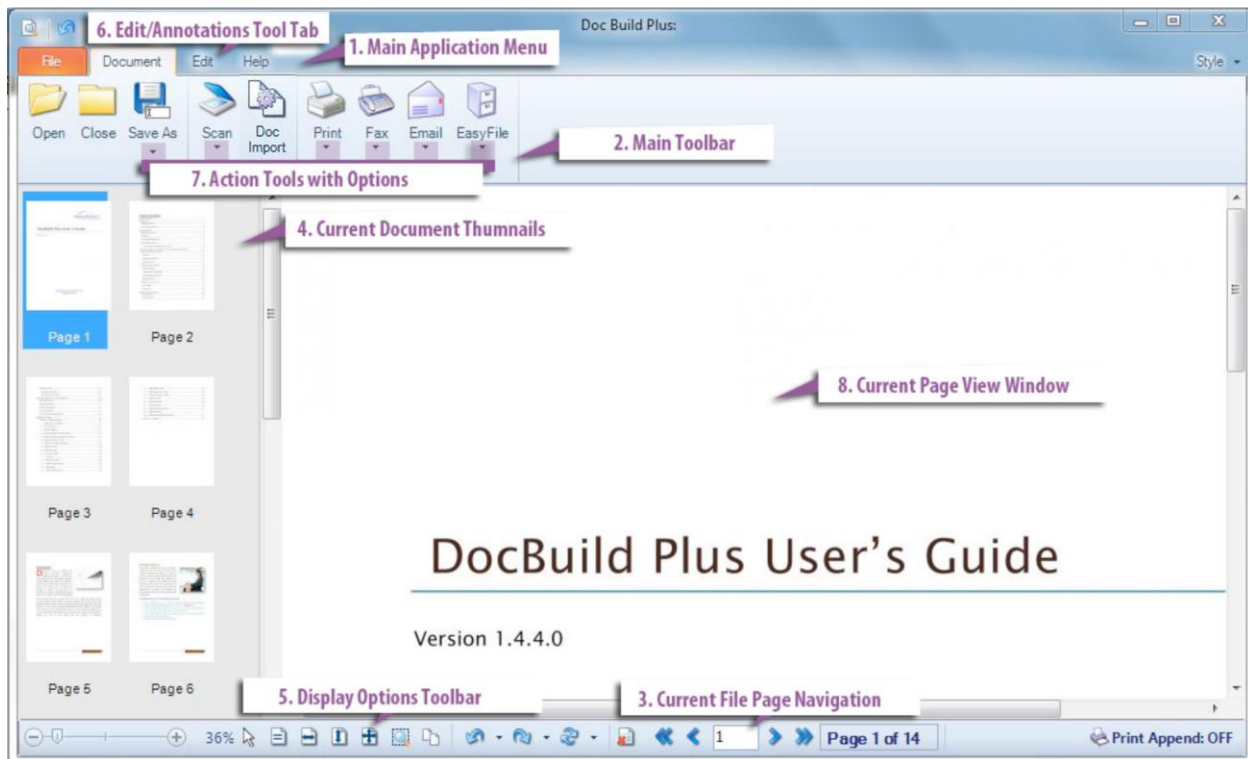 Doc Build Plus:
6. Edit/Annotations Tool Tab
1. Main Application Menu
File Document Edit Help
Style
Open Close Save As Scan Doc Import Print Fax Email EasyFile
2. Main Toolbar
7. Action Tools with Options
4. Current Document Thumnails
DocBuild Plus User's Guide
Page 1 Page 2
8. Current Page View Window
Page 3 Page 4
DocBuild Plus User's Guide
Version 1.4.4.0
Page 5 Page 6
5. Display Options Toolbar
3. Current File Page Navigation
36% 1 Page 1 of 14 Print Append: OFF